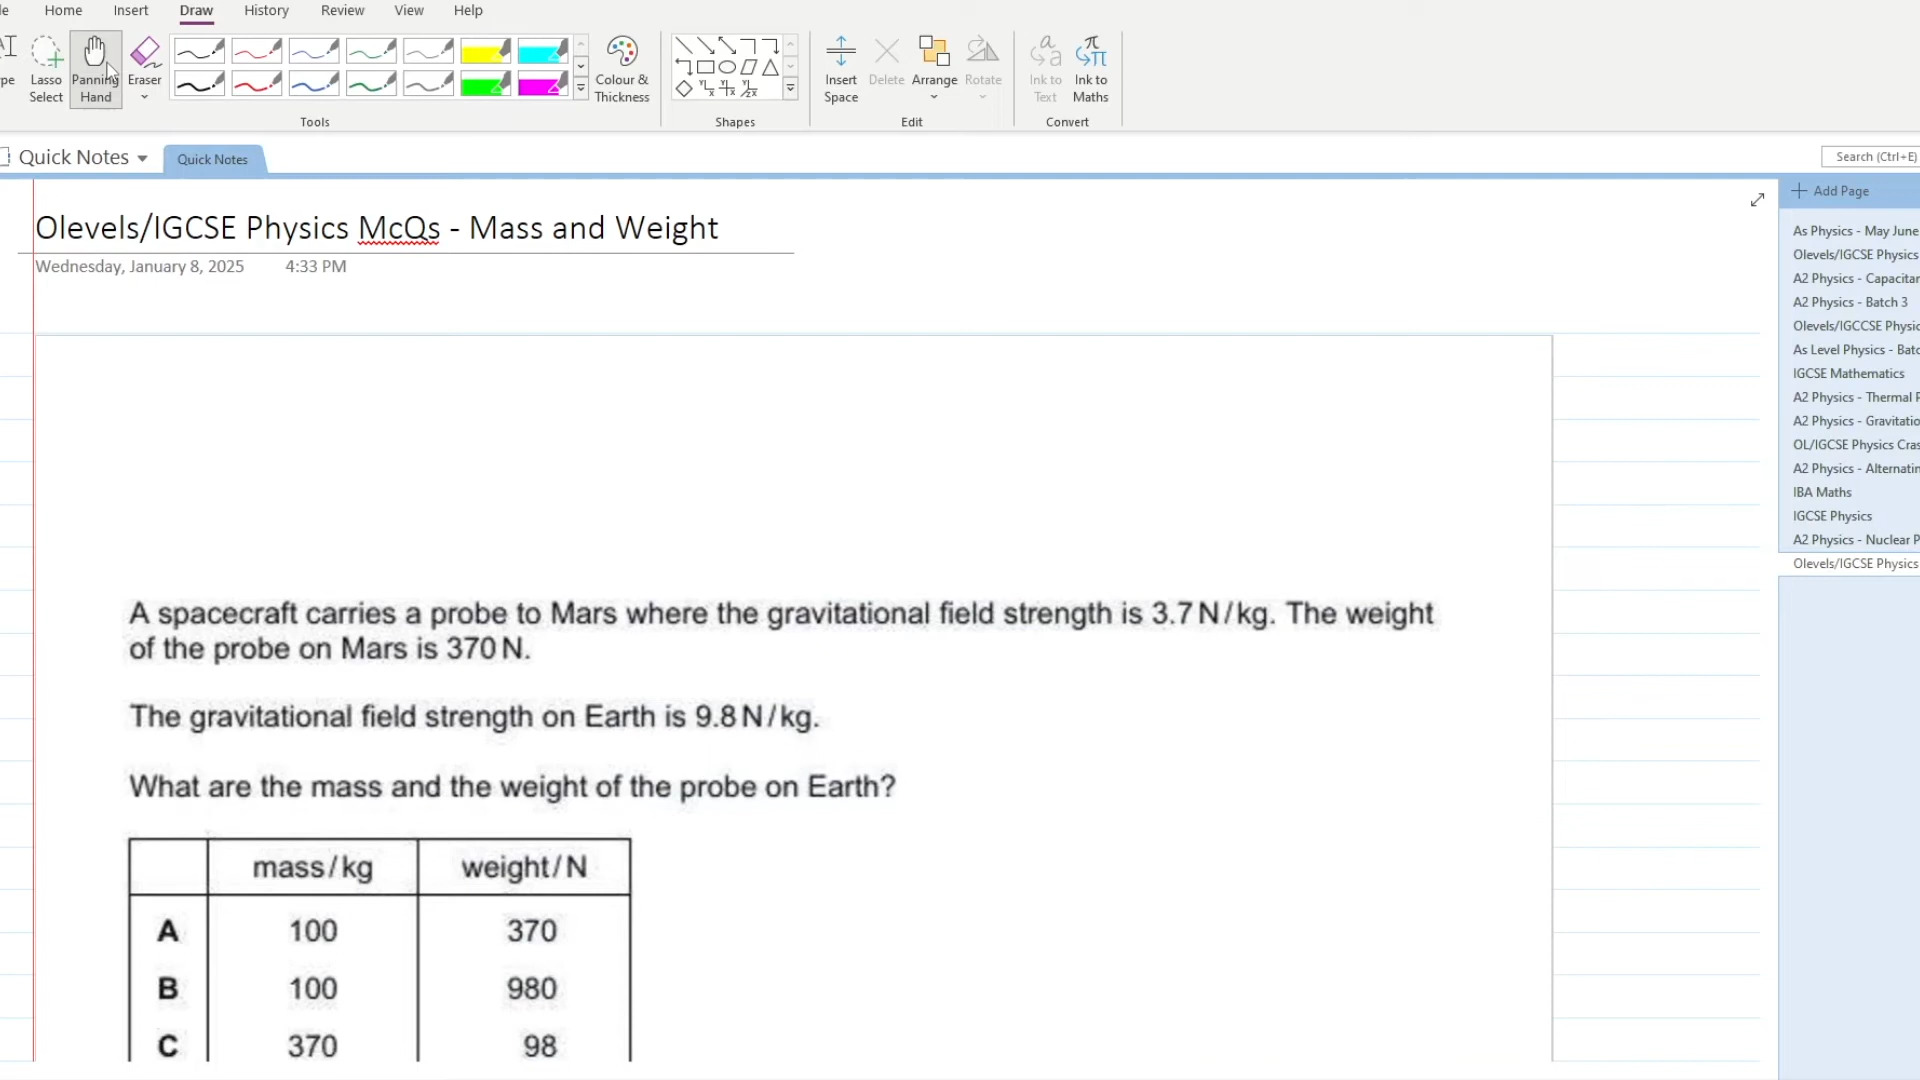 Home Insert Draw History Review View Help
Lasso Select
Panning Hand
Eraser
Colour & Thickness
Insert Space
Delete
Arrange
Rotate
Ink to Text
Ink to Maths
Tools
Shapes
Edit
Convert
Quick Notes
Quick Notes
Search (Ctrl+E)
Add Page
Olevels/IGCSE Physics McQs - Mass and Weight
Wednesday, January 8, 2025 4:33 PM
As Physics - May June
Olevels/IGCSE Physics
A2 Physics - Capacitan
A2 Physics - Batch 3
Olevels/IGCCSE Physic
As Level Physics - Batc
IGCSE Mathematics
A2 Physics - Thermal P
A2 Physics - Gravitatio
OL/IGCSE Physics Cras
A2 Physics - Alternatin
IBA Maths
IGCSE Physics
A2 Physics - Nuclear P
Olevels/IGCSE Physics
A spacecraft carries a probe to Mars where the gravitational field strength is 3.7 N/kg. The weight
of the probe on Mars is 370 N.
The gravitational field strength on Earth is 9.8 N/kg.
What are the mass and the weight of the probe on Earth?
mass/kg weight/N
A 100 370
B 100 980
C 370 98